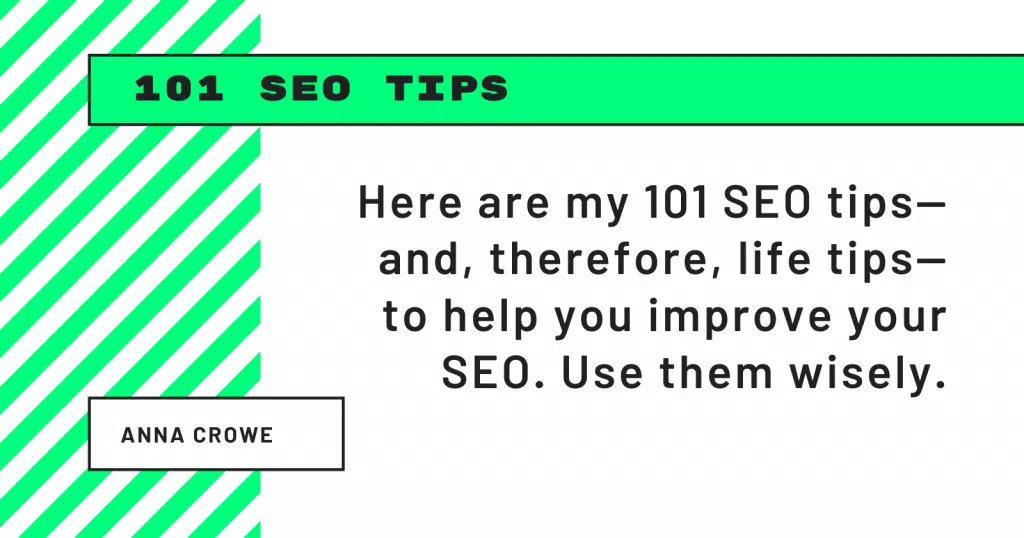 101 SEO TIPS
Here are my 101 SEO tips—
and, therefore, life tips—
to help you improve your
SEO. Use them wisely.
ANNA CROWE